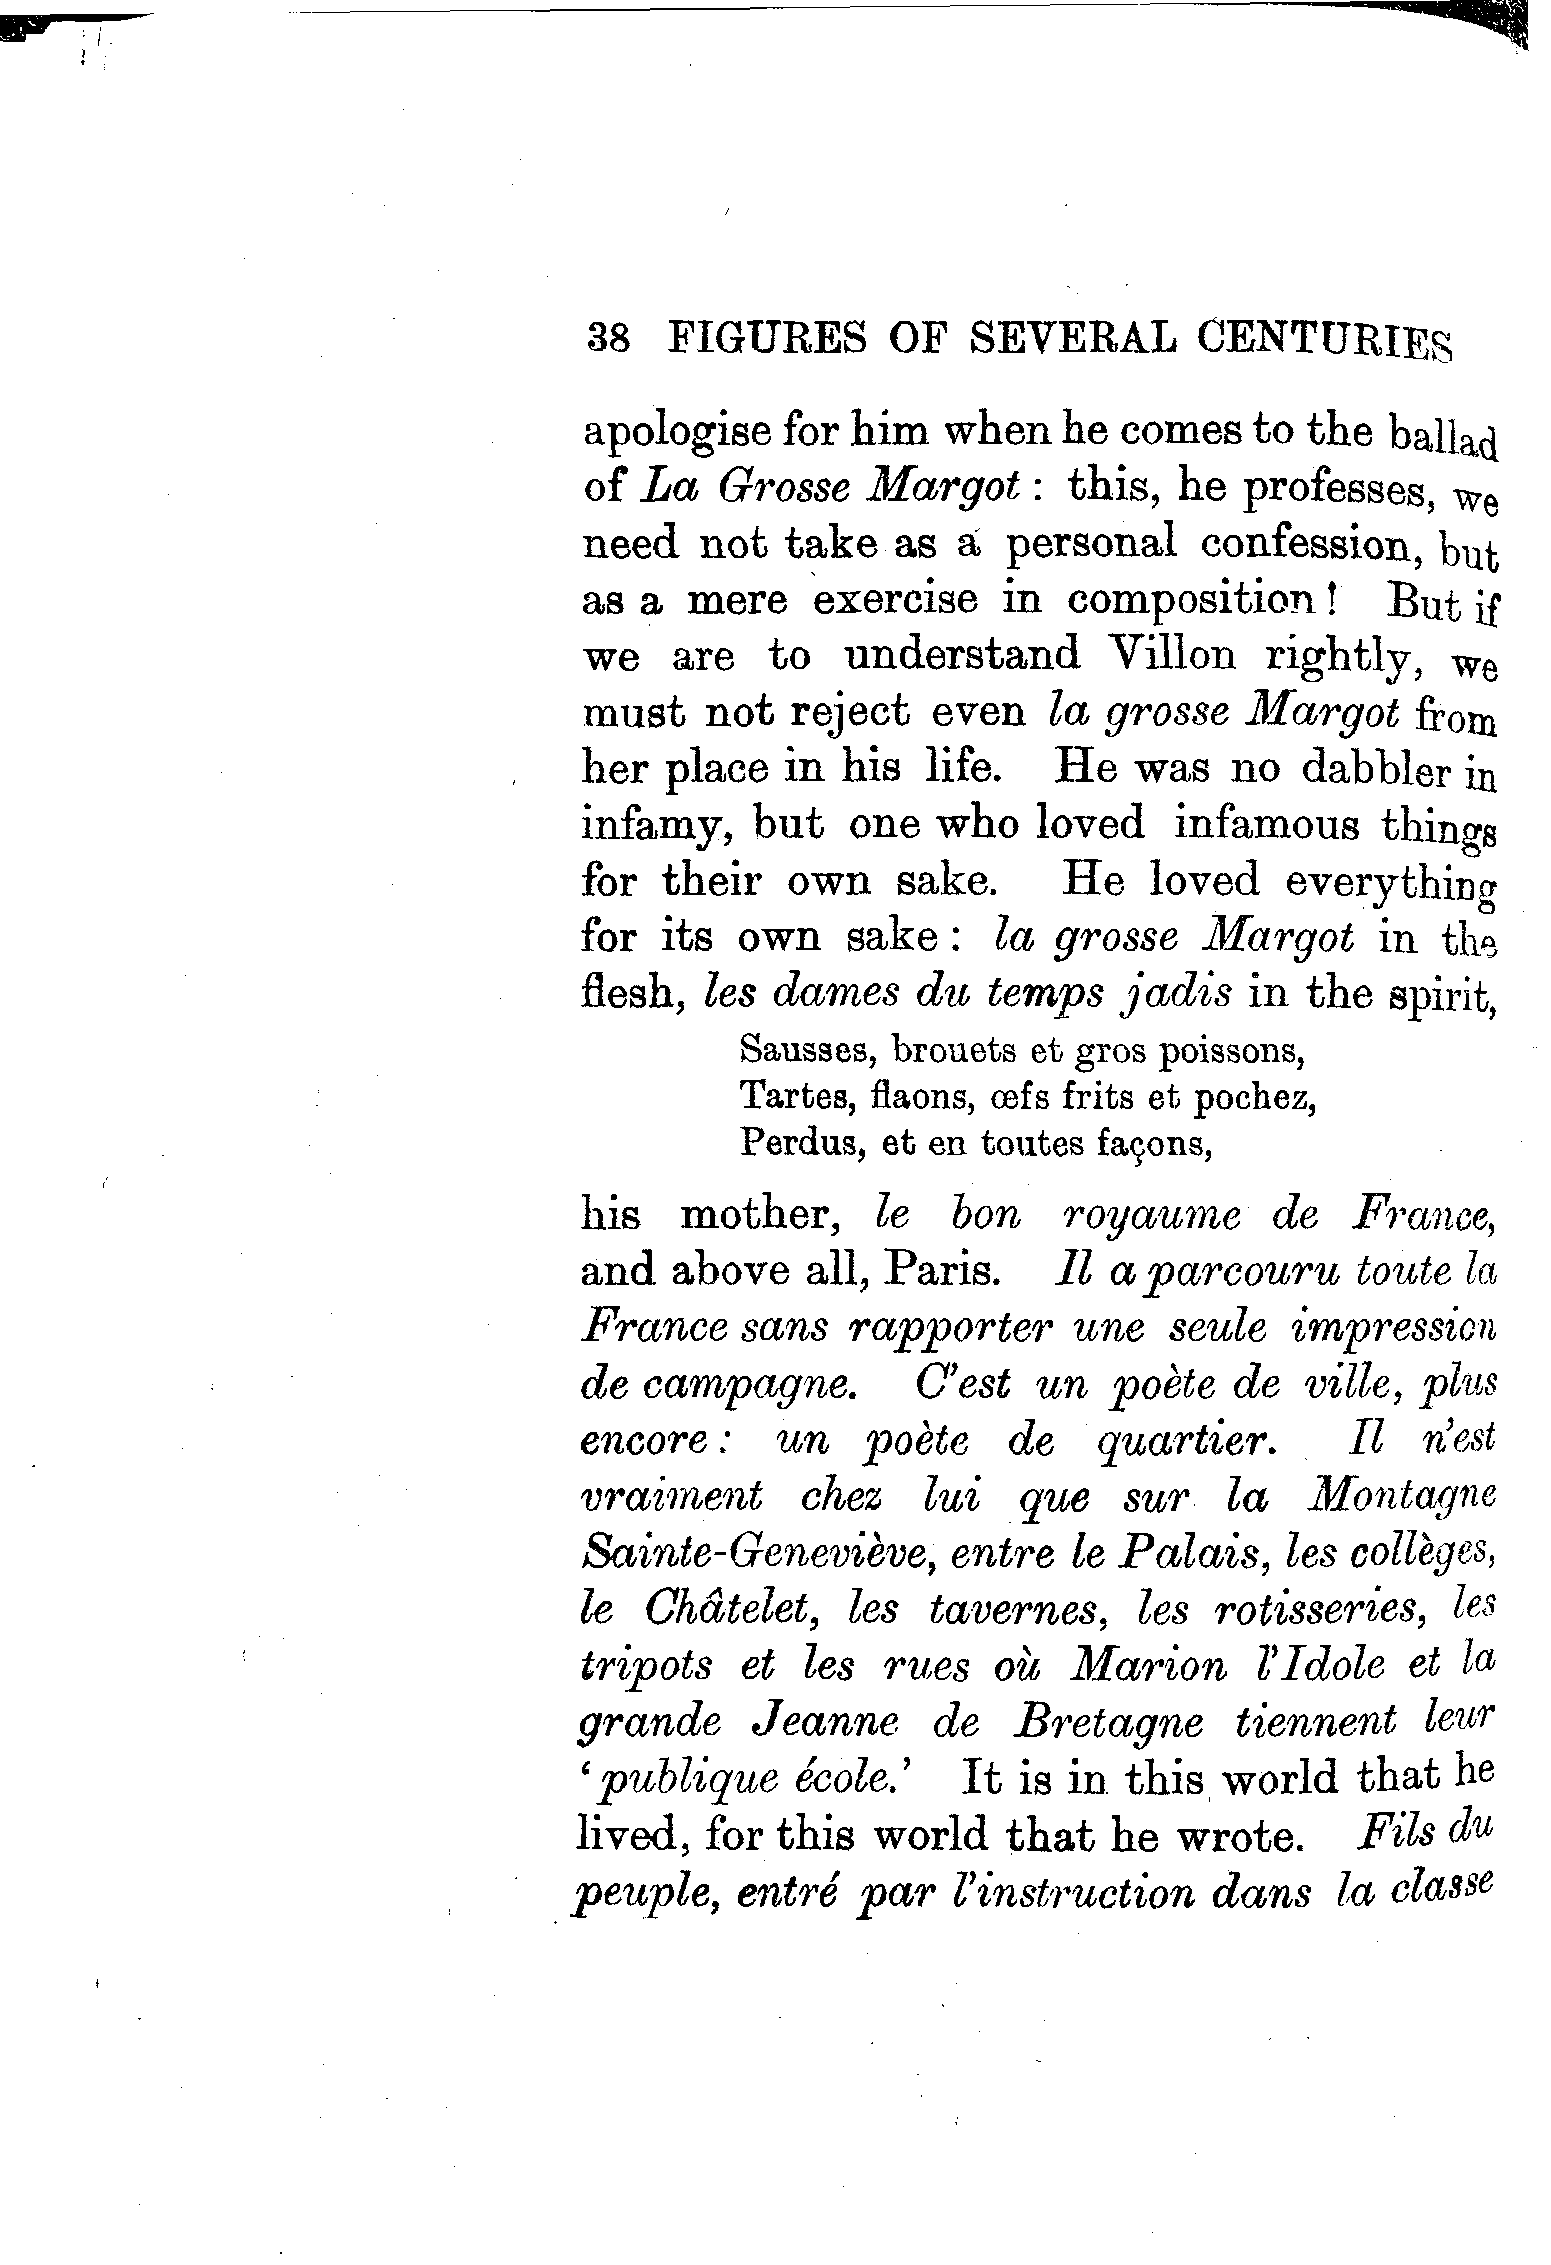 38 FIGURES OF SEVERAL CENTURIES
apologise for him when he comes to the ballad
of La Grosse Margot : this, he professes, we
need not take as a personal confession, but
as a mere exercise in composition ! But if
we are to understand Villon rightly, we
must not reject even la grosse Margot from
her place in his life. He was no dabbler in
infamy, but one who loved infamous things
for their own sake. He loved everything
for its own sake : la grosse Margot in the
flesh, les dames du temps jadis in the spirit,
Sausses, brouets et gros poissons,
Tartes, flaons, œfs frits et pochez,
Perdus, et en toutes façons,
his mother, le bon royaume de France,
and above all, Paris. Il a parcouru toute la
France sans rapporter une seule impression
de campagne. C'est un poète de ville, plus
encore : un poète de quartier. Il n'est
vraiment chez lui que sur la Montagne
Sainte-Geneviève, entre le Palais, les collèges,
le Châtelet, les tavernes, les rotisseries, les
tripots et les rues où Marion l'Idole et la
grande Jeanne de Bretagne tiennent leur
' publique école.' It is in this world that he
lived, for this world that he wrote. Fils du
peuple, entré par l'instruction dans la classe